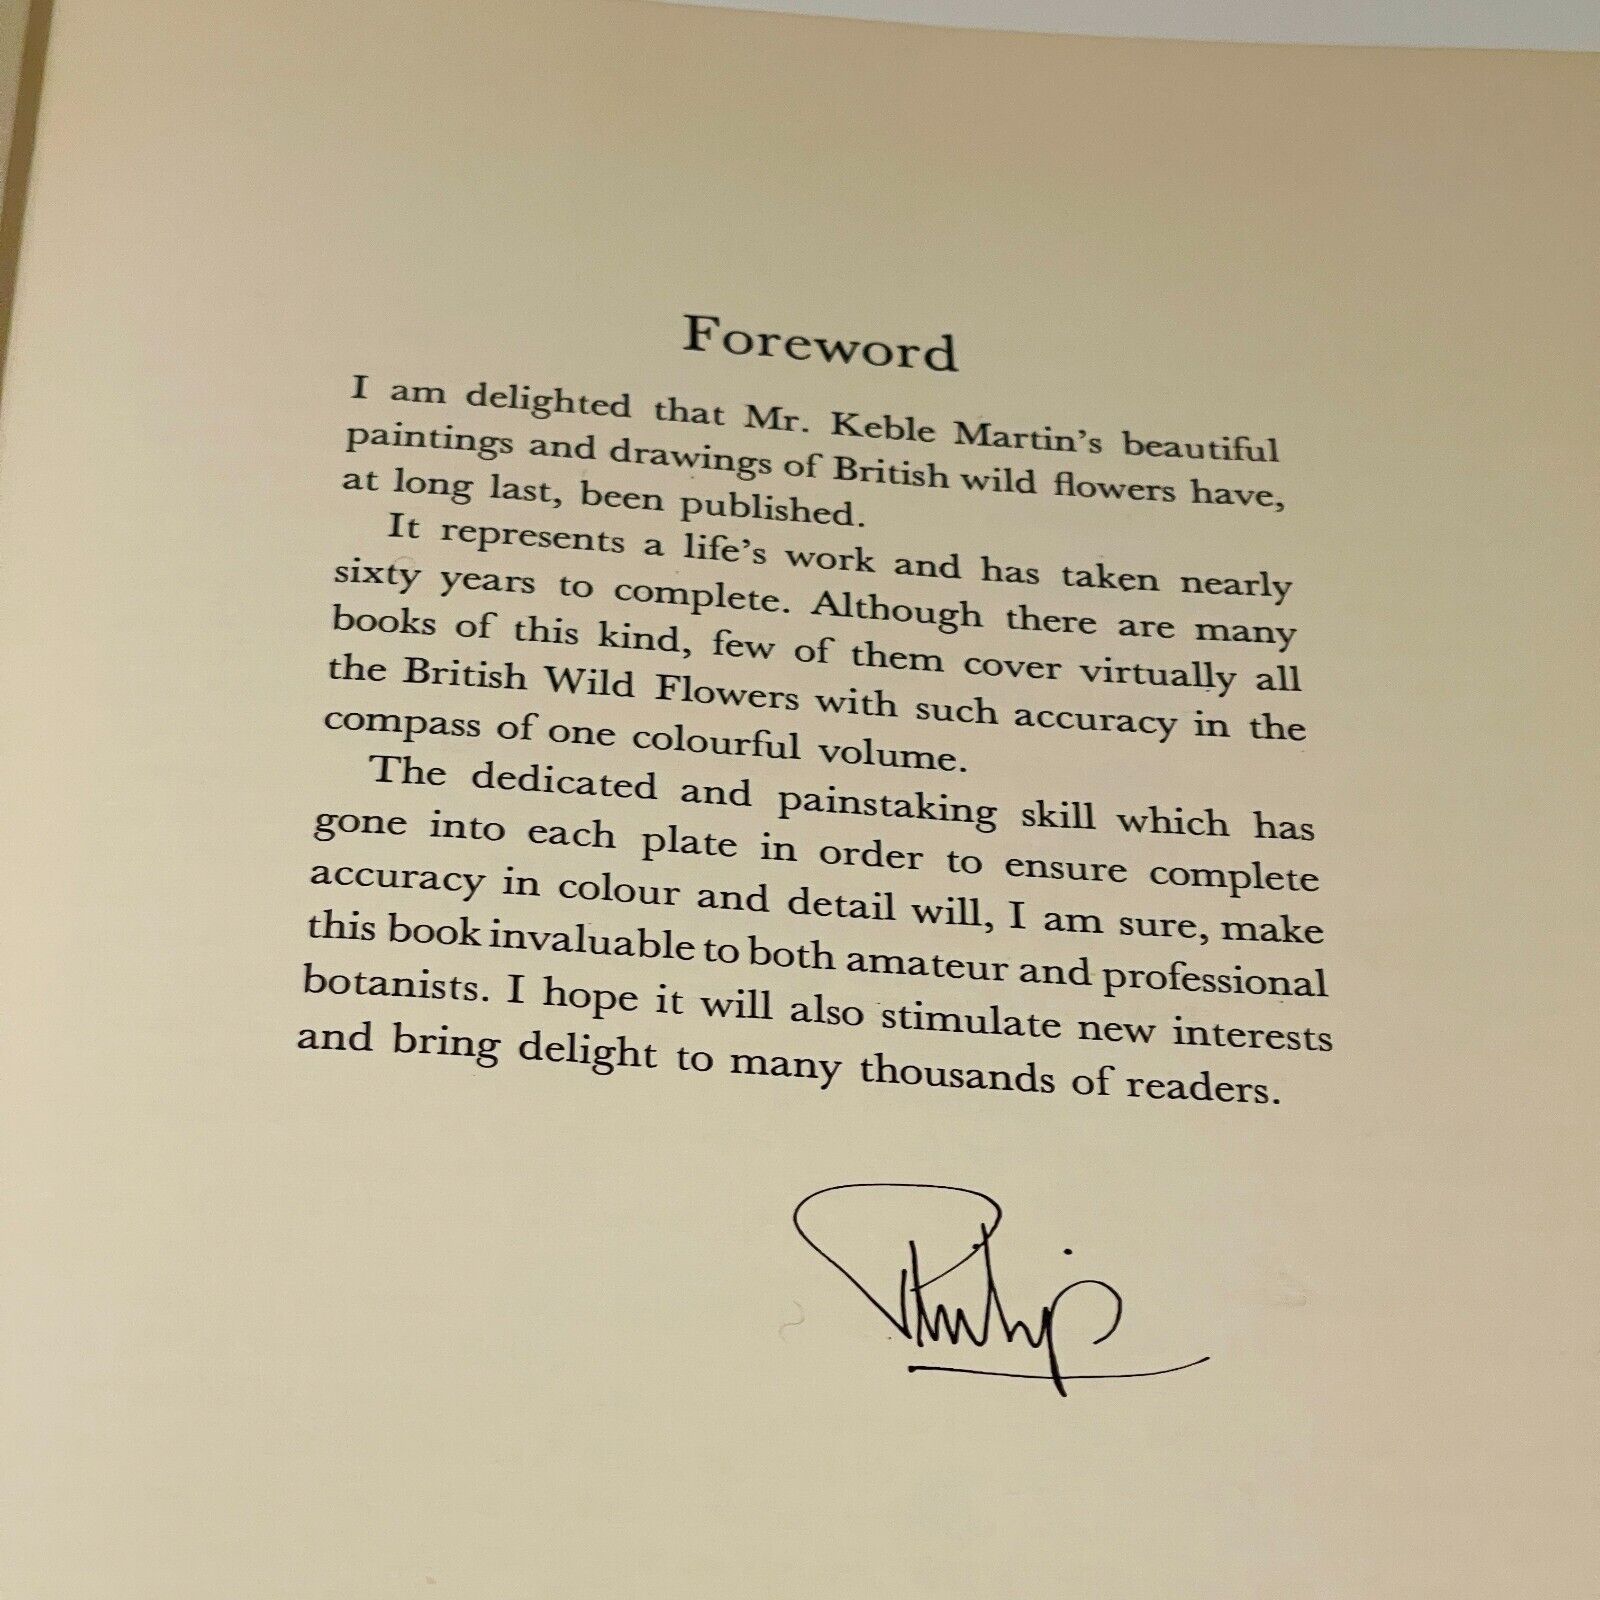 Foreword
I am delighted that Mr. Keble Martin's beautiful
paintings and drawings of British wild flowers have,
at long last, been published.
It represents a life's work and has taken nearly
sixty years to complete. Although there are many
books of this kind, few of them cover virtually all
the British Wild Flowers with such accuracy in the
compass of one colourful volume.
The dedicated and painstaking skill which has
gone into each plate in order to ensure complete
accuracy in colour and detail will, I am sure, make
this book invaluable to both amateur and professional
botanists. I hope it will also stimulate new interests
and bring delight to many thousands of readers.
Philip